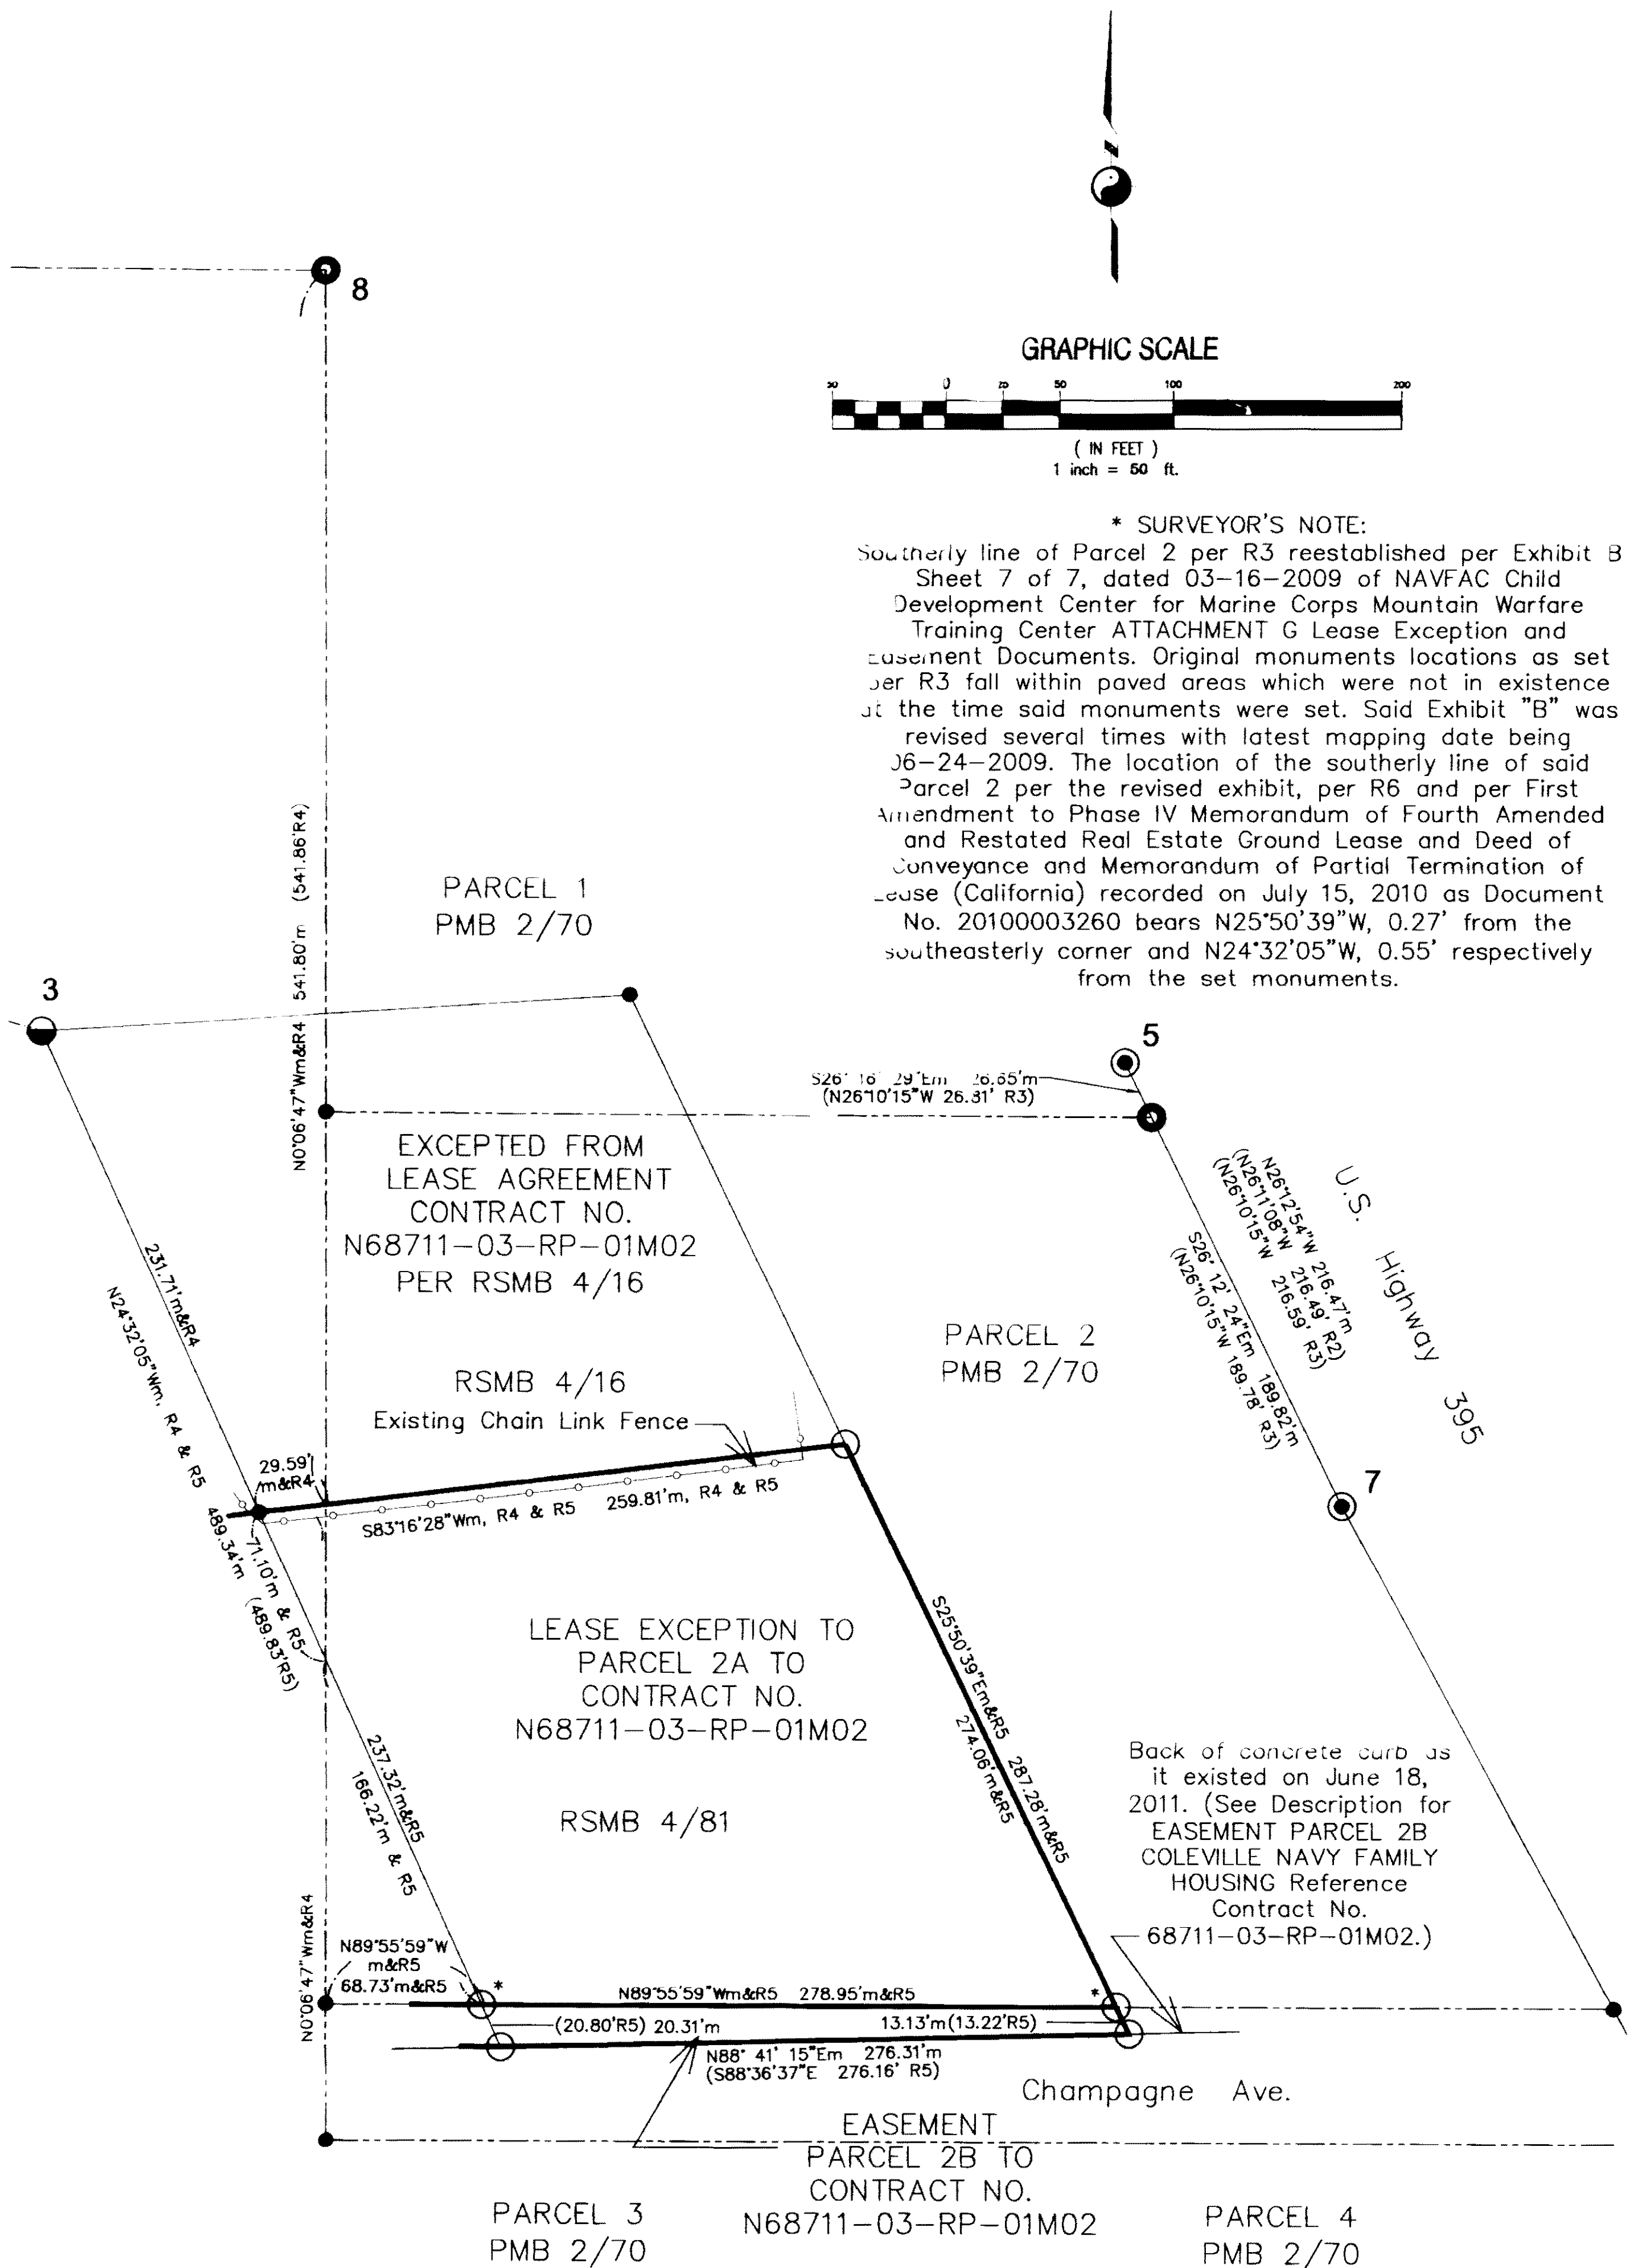 8
GRAPHIC SCALE
50 0 25 50 100 200
( IN FEET )
1 inch = 50 ft.
* SURVEYOR'S NOTE:
Southerly line of Parcel 2 per R3 reestablished per Exhibit B
Sheet 7 of 7, dated 03-16-2009 of NAVFAC Child
Development Center for Marine Corps Mountain Warfare
Training Center ATTACHMENT G Lease Exception and
Easement Documents. Original monuments locations as set
per R3 fall within paved areas which were not in existence
at the time said monuments were set. Said Exhibit "B" was
revised several times with latest mapping date being
06-24-2009. The location of the southerly line of said
Parcel 2 per the revised exhibit, per R6 and per First
Amendment to Phase IV Memorandum of Fourth Amended
and Restated Real Estate Ground Lease and Deed of
Conveyance and Memorandum of Partial Termination of
Lease (California) recorded on July 15, 2010 as Document
No. 20100003260 bears N25°50'39"W, 0.27' from the
southeasterly corner and N24°32'05"W, 0.55' respectively
from the set monuments.
N0°06'47"Wm&R4 541.80'm (541.86'R4)
PARCEL 1
PMB 2/70
3
5
S26° 16' 29"Em 26.65'm
(N26°10'15"W 26.81' R3)
EXCEPTED FROM
LEASE AGREEMENT
CONTRACT NO.
N68711-03-RP-01M02
PER RSMB 4/16
N26°12'54"W 216.47'm
(N26°11'08"W 216.49' R2)
(N26°10'15"W 216.59' R3)
S26° 12' 24"Em 189.82'm
(N26°10'15"W 189.78' R3)
U.S. Highway 395
231.71'm&R4
N24°32'05"Wm, R4 & R5 489.34'm (489.83'R5)
PARCEL 2
PMB 2/70
RSMB 4/16
Existing Chain Link Fence
29.59'
m&R4
S83°16'28"Wm, R4 & R5 259.81'm, R4 & R5
7
71.10'm & R5
LEASE EXCEPTION TO
PARCEL 2A TO
CONTRACT NO.
N68711-03-RP-01M02
RSMB 4/81
S25°50'39"Em&R5 287.28'm&R5
274.06'm&R5
237.32'm&R5
166.22'm & R5
Back of concrete curb as
it existed on June 18,
2011. (See Description for
EASEMENT PARCEL 2B
COLEVILLE NAVY FAMILY
HOUSING Reference
Contract No.
68711-03-RP-01M02.)
N0°06'47"Wm&R4
N89°55'59"W
m&R5
68.73'm&R5
*
N89°55'59"Wm&R5 278.95'm&R5
*
(20.80'R5) 20.31'm
13.13'm(13.22'R5)
N88° 41' 15"Em 276.31'm
(S88°36'37"E 276.16' R5)
Champagne Ave.
EASEMENT
PARCEL 2B TO
CONTRACT NO.
N68711-03-RP-01M02
PARCEL 3
PMB 2/70
PARCEL 4
PMB 2/70